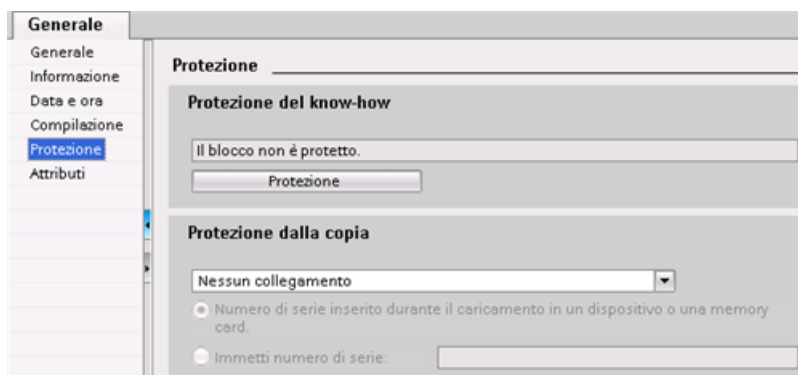 Generale
Generale
Informazione
Data e ora
Compilazione
Protezione
Attributi
Protezione
Protezione del know-how
Il blocco non è protetto.
Protezione
Protezione dalla copia
Nessun collegamento
Numero di serie inserito durante il caricamento in un dispositivo o una memory
card.
Immetti numero di serie: